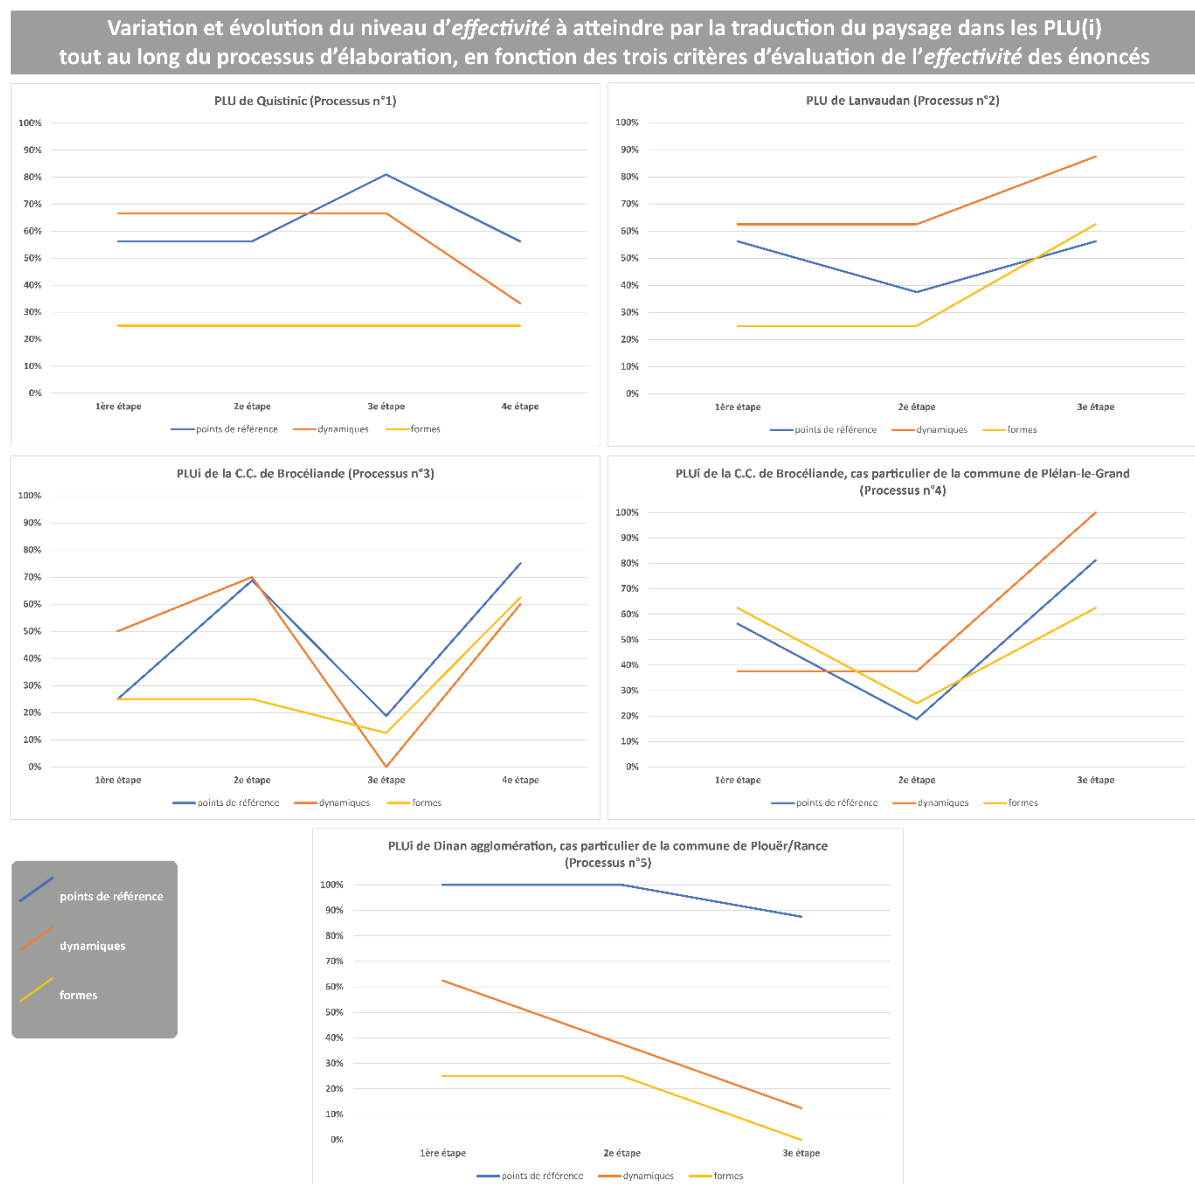 Variation et évolution du niveau d'effectivité à atteindre par la traduction du paysage dans les PLU(i)
tout au long du processus d'élaboration, en fonction des trois critères d'évaluation de l'effectivité des énoncés
PLU de Quistinic (Processus n°1)
100%
90%
80%
70%
60%
50%
40%
30%
20%
10%
0%
1ère étape 2e étape 3e étape 4e étape
points de référence dynamiques formes
PLU de Lanvaudan (Processus n°2)
100%
90%
80%
70%
60%
50%
40%
30%
20%
10%
0%
1ère étape 2e étape 3e étape
points de référence dynamiques formes
PLUi de la C.C. de Brocéliande (Processus n°3)
100%
90%
80%
70%
60%
50%
40%
30%
20%
10%
0%
1ère étape 2e étape 3e étape 4e étape
points de référence dynamiques formes
PLUi de la C.C. de Brocéliande, cas particulier de la commune de Plélan-le-Grand
(Processus n°4)
100%
90%
80%
70%
60%
50%
40%
30%
20%
10%
0%
1ère étape 2e étape 3e étape
points de référence dynamiques formes
points de référence
dynamiques
formes
PLUi de Dinan agglomération, cas particulier de la commune de Plouër/Rance
(Processus n°5)
100%
90%
80%
70%
60%
50%
40%
30%
20%
10%
0%
1ère étape 2e étape 3e étape
points de référence dynamiques formes